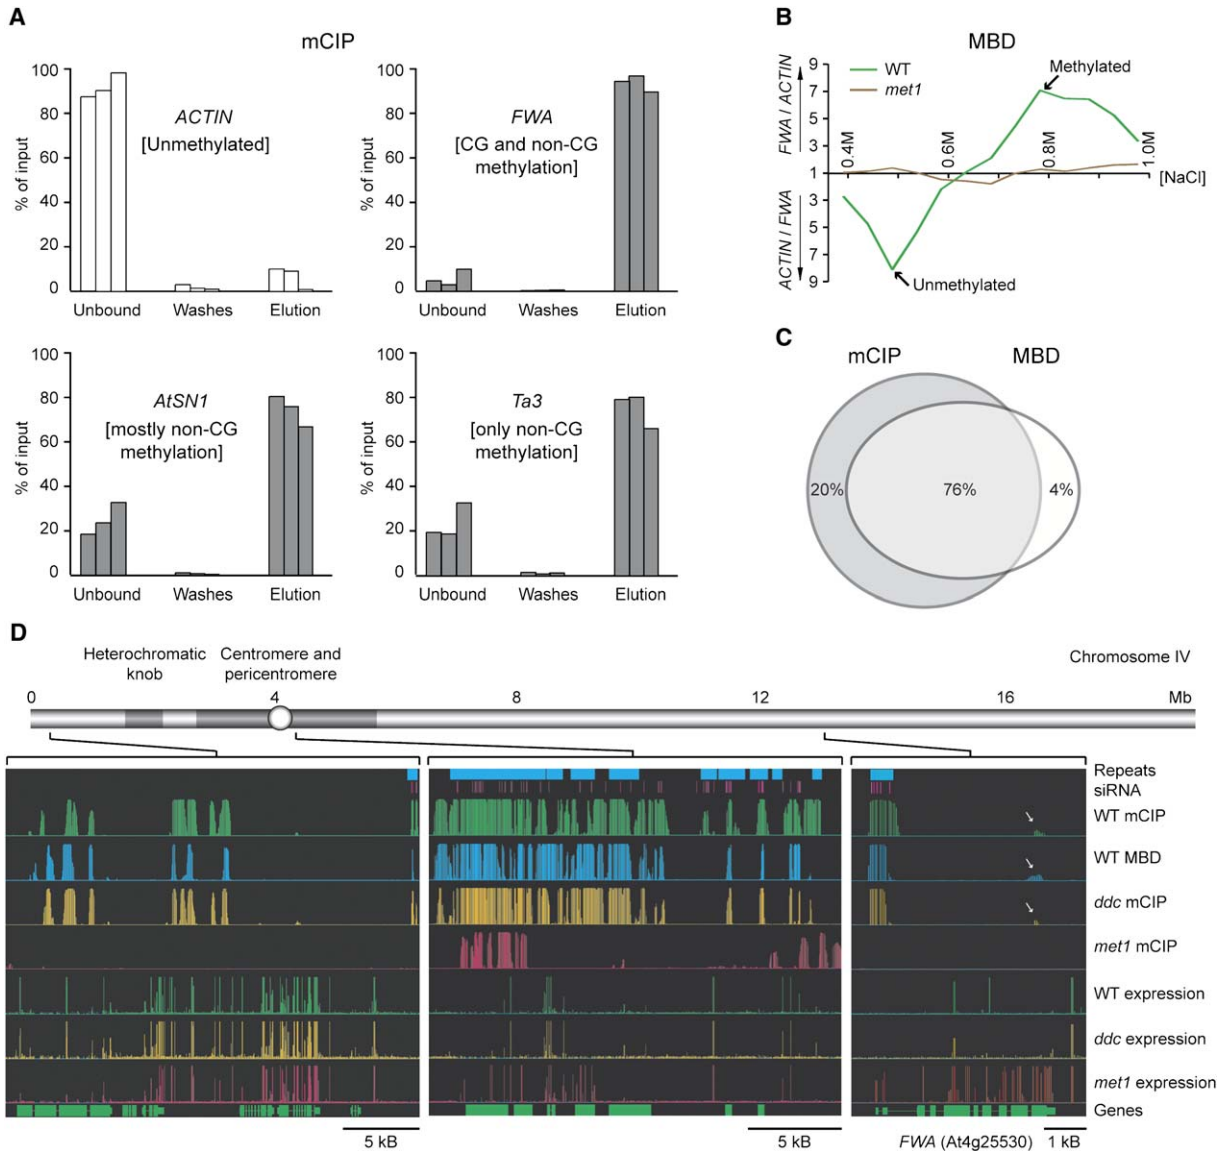 A
mCIP
100
80
60
40
20
0
% of input
ACTIN
[Unmethylated]
Unbound
Washes
Elution
100
80
60
40
20
0
% of input
FWA
[CG and non-CG
methylation]
Unbound
Washes
Elution
100
80
60
40
20
0
% of input
AtSN1
[mostly non-CG
methylation]
Unbound
Washes
Elution
100
80
60
40
20
0
% of input
Ta3
[only non-CG
methylation]
Unbound
Washes
Elution
B
MBD
WT
met1
Methylated
Unmethylated
FWA / ACTIN
ACTIN / FWA
9
7
5
3
1
3
5
7
9
0.4M
0.6M
0.8M
1.0M
[NaCl]
C
mCIP
MBD
20%
76%
4%
D
Heterochromatic
knob
Centromere and
pericentromere
Chromosome IV
0
4
8
12
16
Mb
Repeats
siRNA
WT mCIP
WT MBD
ddc mCIP
met1 mCIP
WT expression
ddc expression
met1 expression
Genes
5 kB
5 kB
FWA (At4g25530)
1 kB